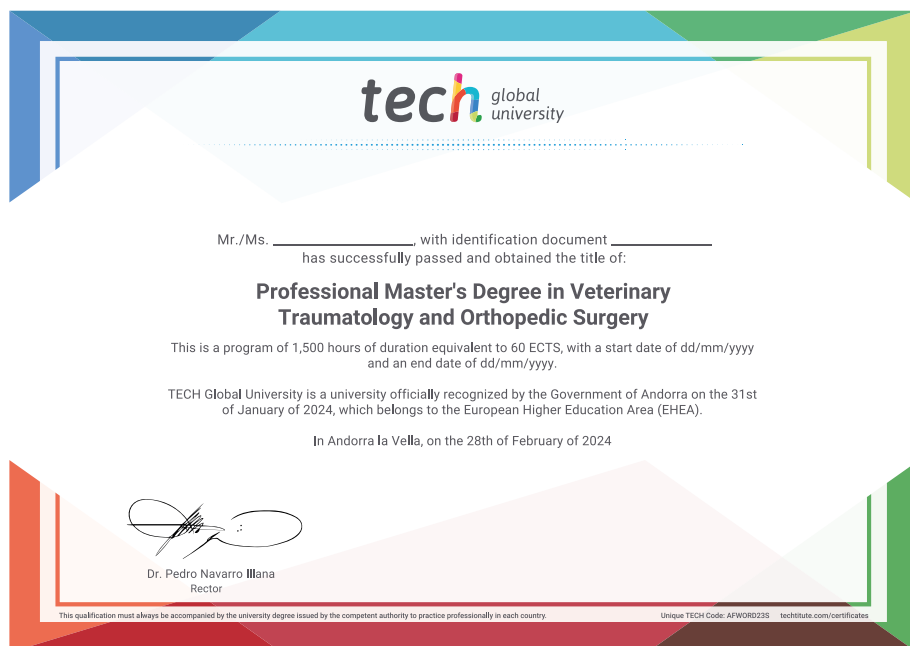 tech global university
Mr./Ms. ____________________, with identification document ______________
has successfully passed and obtained the title of:
Professional Master's Degree in Veterinary
Traumatology and Orthopedic Surgery
This is a program of 1,500 hours of duration equivalent to 60 ECTS, with a start date of dd/mm/yyyy
and an end date of dd/mm/yyyy.
TECH Global University is a university officially recognized by the Government of Andorra on the 31st
of January of 2024, which belongs to the European Higher Education Area (EHEA).
In Andorra la Vella, on the 28th of February of 2024
Dr. Pedro Navarro Illana
Rector
This qualification must always be accompanied by the university degree issued by the competent authority to practice professionally in each country. Unique TECH Code: AFWORD23S techtitute.com/certificates